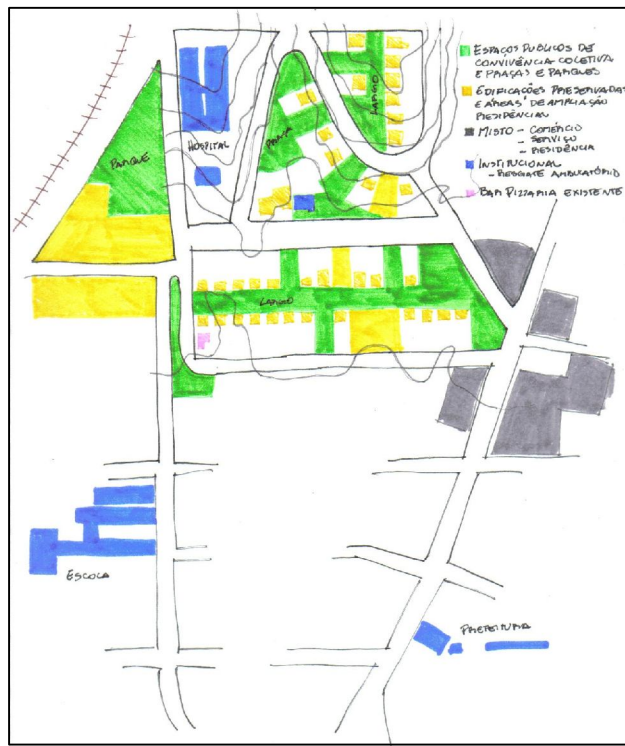 ESPAÇOS PUBLICOS DE
CONVIVÊNCIA COLETIVA
E PRAÇAS E PARQUES
EDIFICAÇÕES PRESERVADAS
E ÁREAS DE AMPLIAÇÃO
RESIDÊNCIAL
MISTO - COMÉRCIO
- SERVIÇO
- RESIDÊNCIA
INSTITUCIONAL
- RESGATE AMBULATÓRIO
BAR PIZZARIA EXISTENTE
PARQUE
HOSPITAL
PRAÇA
LARGO
LARGO
ESCOLA
PREFEITURA